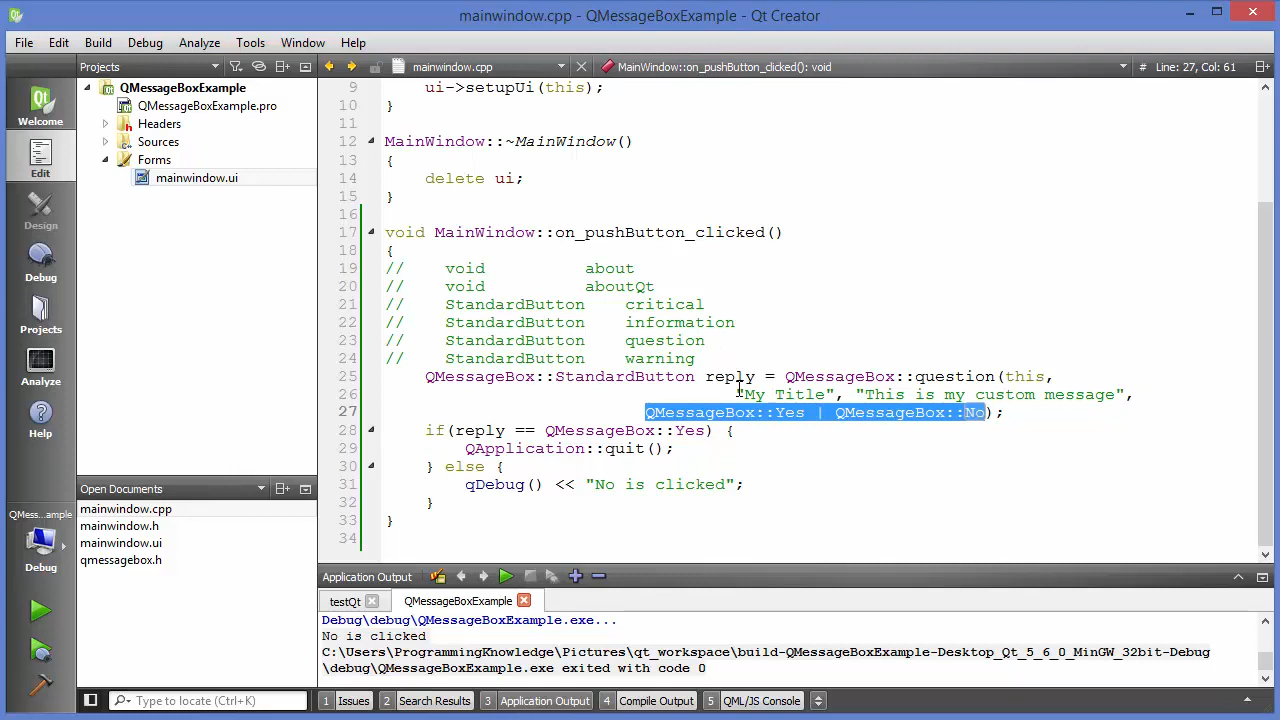 mainwindow.cpp - QMessageBoxExample - Qt Creator
File Edit Build Debug Analyze Tools Window Help
Projects
mainwindow.cpp
MainWindow::on_pushButton_clicked(): void
# Line: 27, Col: 61
Welcome
Edit
Design
Debug
Projects
Analyze
Help
QMess...ample
Debug
QMessageBoxExample
QMessageBoxExample.pro
Headers
Sources
Forms
mainwindow.ui
Open Documents
mainwindow.cpp
mainwindow.h
mainwindow.ui
qmessagebox.h
9 ui->setupUi(this);
10 }
11
12 MainWindow::~MainWindow()
13 {
14 delete ui;
15 }
16
17 void MainWindow::on_pushButton_clicked()
18 {
19 // void about
20 // void aboutQt
21 // StandardButton critical
22 // StandardButton information
23 // StandardButton question
24 // StandardButton warning
25 QMessageBox::StandardButton reply = QMessageBox::question(this,
26 "My Title", "This is my custom message",
27 QMessageBox::Yes | QMessageBox::No);
28 if(reply == QMessageBox::Yes) {
29 QApplication::quit();
30 } else {
31 qDebug() << "No is clicked";
32 }
33 }
34
Application Output
testQt
QMessageBoxExample
Debug\debug\QMessageBoxExample.exe...
No is clicked
C:\Users\ProgrammingKnowledge\Pictures\qt_workspace\build-QMessageBoxExample-Desktop_Qt_5_6_0_MinGW_32bit-Debug
\debug\QMessageBoxExample.exe exited with code 0
Type to locate (Ctrl+K)
1 Issues 2 Search Results 3 Application Output 4 Compile Output 5 QML/JS Console